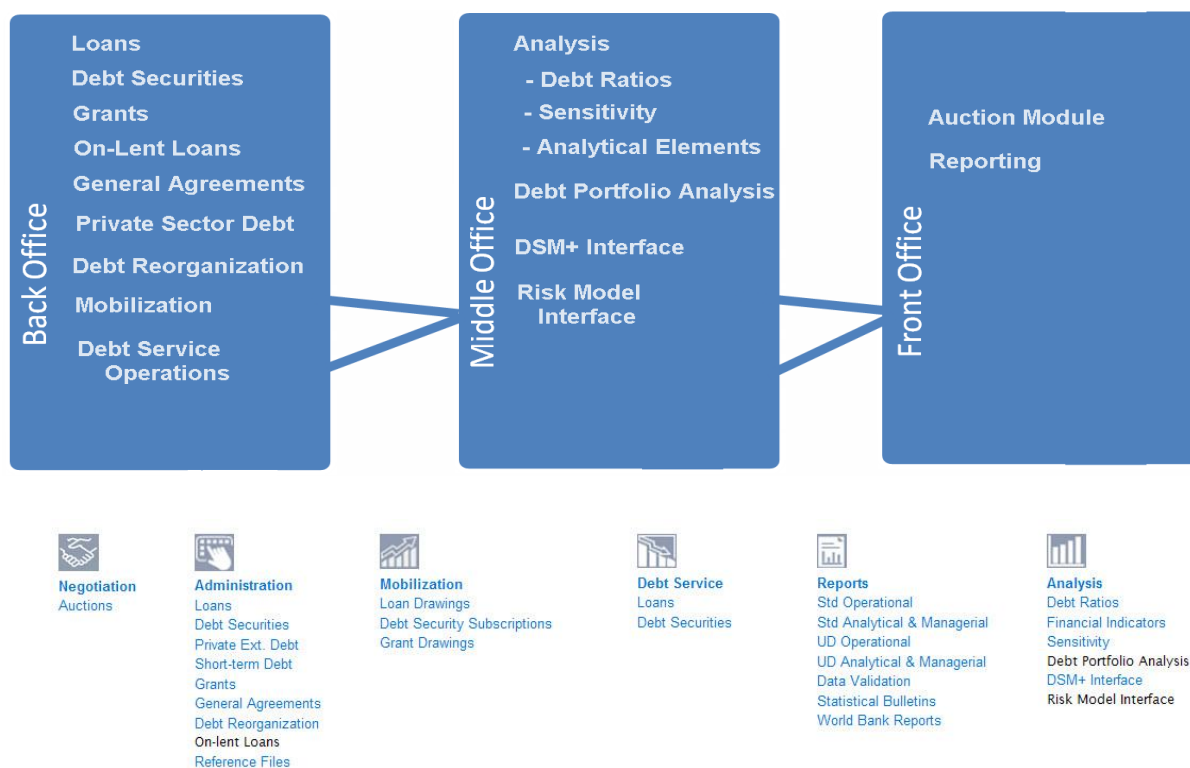 Back Office
Loans
Debt Securities
Grants
On-Lent Loans
General Agreements
Private Sector Debt
Debt Reorganization
Mobilization
Debt Service
Operations
Middle Office
Analysis
- Debt Ratios
- Sensitivity
- Analytical Elements
Debt Portfolio Analysis
DSM+ Interface
Risk Model
Interface
Front Office
Auction Module
Reporting
Negotiation
Auctions
Administration
Loans
Debt Securities
Private Ext. Debt
Short-term Debt
Grants
General Agreements
Debt Reorganization
On-lent Loans
Reference Files
Mobilization
Loan Drawings
Debt Security Subscriptions
Grant Drawings
Debt Service
Loans
Debt Securities
Reports
Std Operational
Std Analytical & Managerial
UD Operational
UD Analytical & Managerial
Data Validation
Statistical Bulletins
World Bank Reports
Analysis
Debt Ratios
Financial Indicators
Sensitivity
Debt Portfolio Analysis
DSM+ Interface
Risk Model Interface